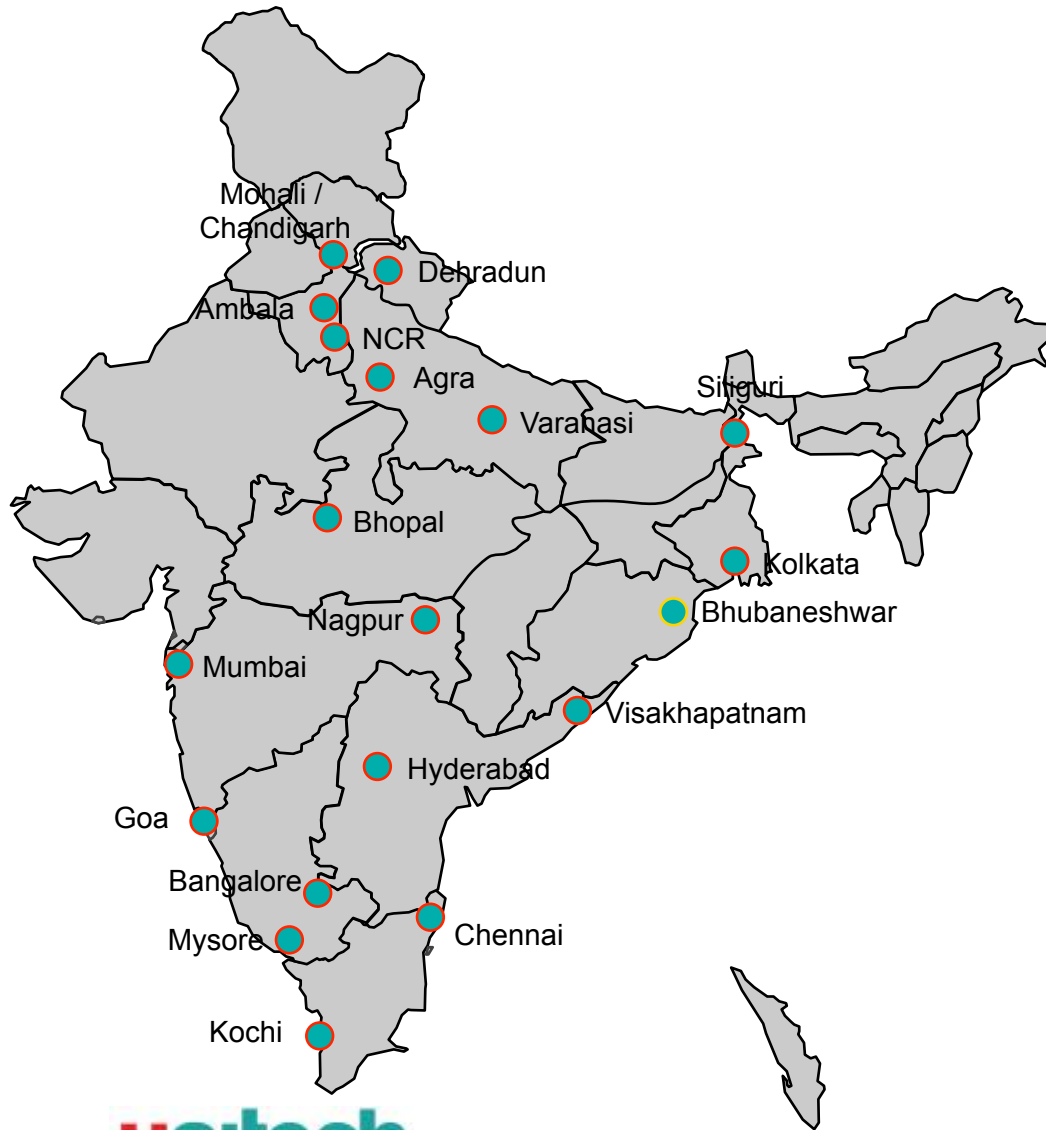 Mohali /
Chandigarh
Dehradun
Ambala
NCR
Agra
Siliguri
Varanasi
Bhopal
Kolkata
Nagpur
Bhubaneshwar
Mumbai
Visakhapatnam
Hyderabad
Goa
Bangalore
Chennai
Mysore
Kochi